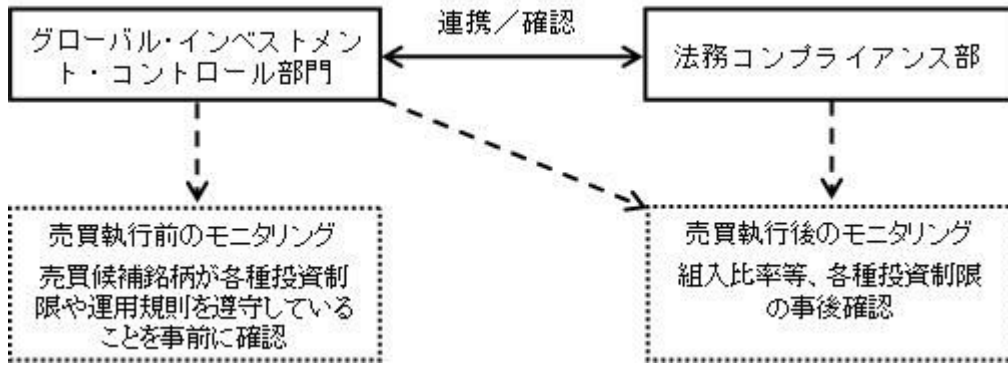 連携／確認
グローバル・インベストメン
ト・コントロール部門
法務コンプライアンス部
売買執行前のモニタリング
売買候補銘柄が各種投資制
限や運用規則を遵守している
ことを事前に確認
売買執行後のモニタリング
組入比率等、各種投資制限
の事後確認